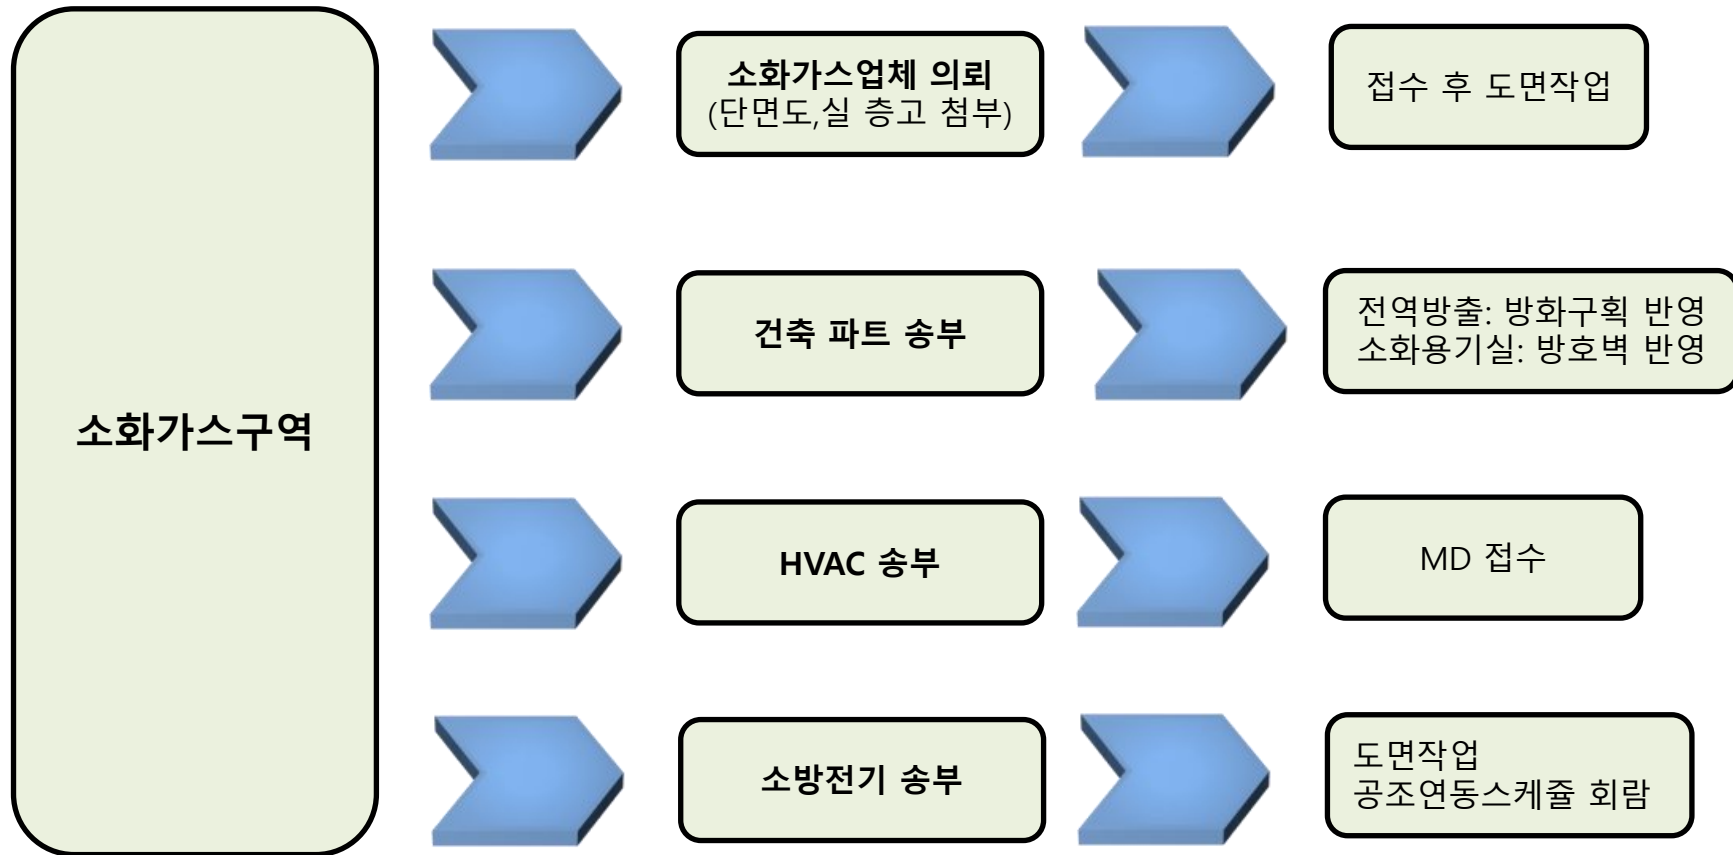 소화가스구역
소화가스업체 의뢰
(단면도,실 층고 첨부)
접수 후 도면작업
건축 파트 송부
전역방출: 방화구획 반영
소화용기실: 방호벽 반영
HVAC 송부
MD 접수
소방전기 송부
도면작업
공조연동스케쥴 회람